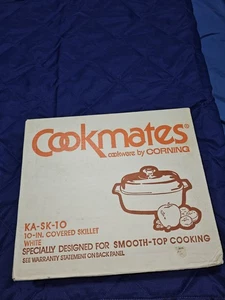 Cookmates®
cookware by CORNING
KA-SK-10
10-IN. COVERED SKILLET
WHITE
SPECIALLY DESIGNED FOR SMOOTH-TOP COOKING
SEE WARRANTY STATEMENT ON BACK PANEL